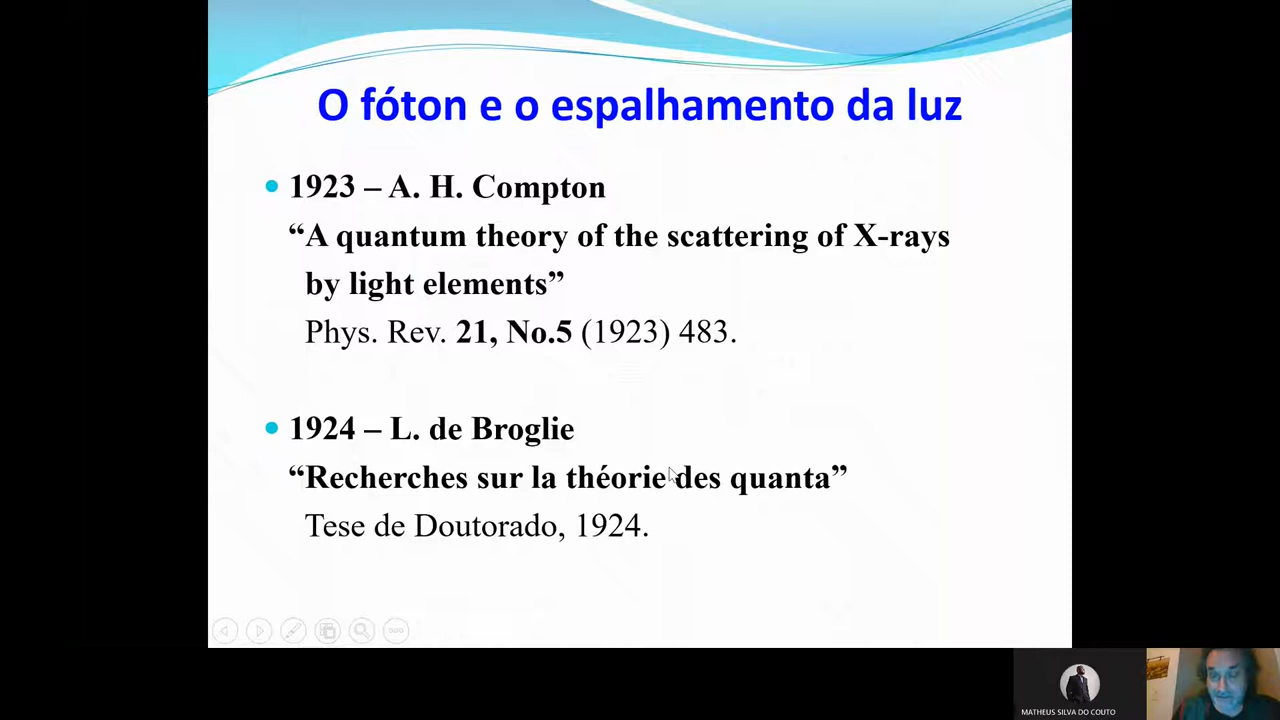 O fóton e o espalhamento da luz
1923 – A. H. Compton
“A quantum theory of the scattering of X-rays
by light elements”
Phys. Rev. 21, No.5 (1923) 483.
1924 – L. de Broglie
“Recherches sur la théorie des quanta”
Tese de Doutorado, 1924.
MATHEUS SILVA DO COUTO